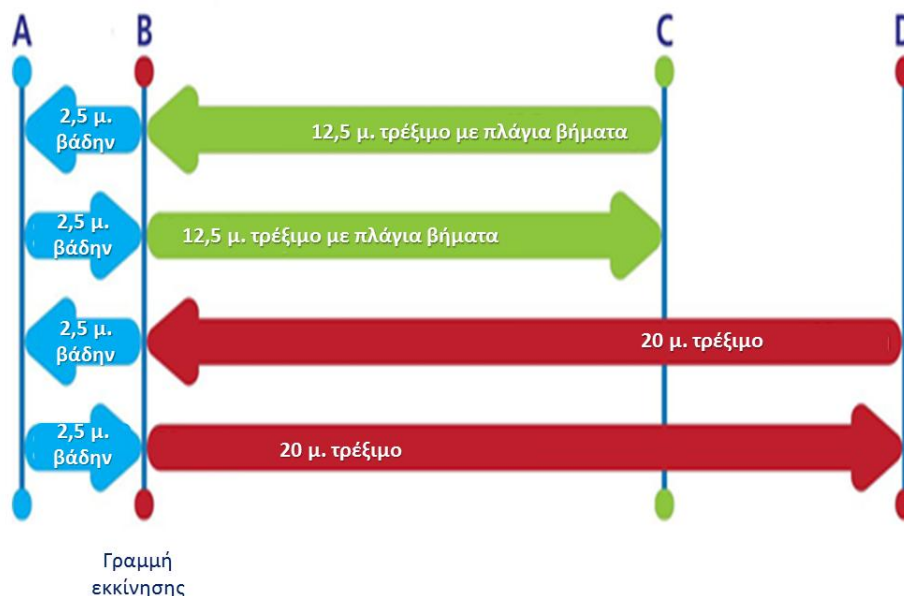 A B C D
2,5 μ.
βάδην
12,5 μ. τρέξιμο με πλάγια βήματα
2,5 μ.
βάδην
12,5 μ. τρέξιμο με πλάγια βήματα
2,5 μ.
βάδην
20 μ. τρέξιμο
2,5 μ.
βάδην
20 μ. τρέξιμο
Γραμμή
εκκίνησης